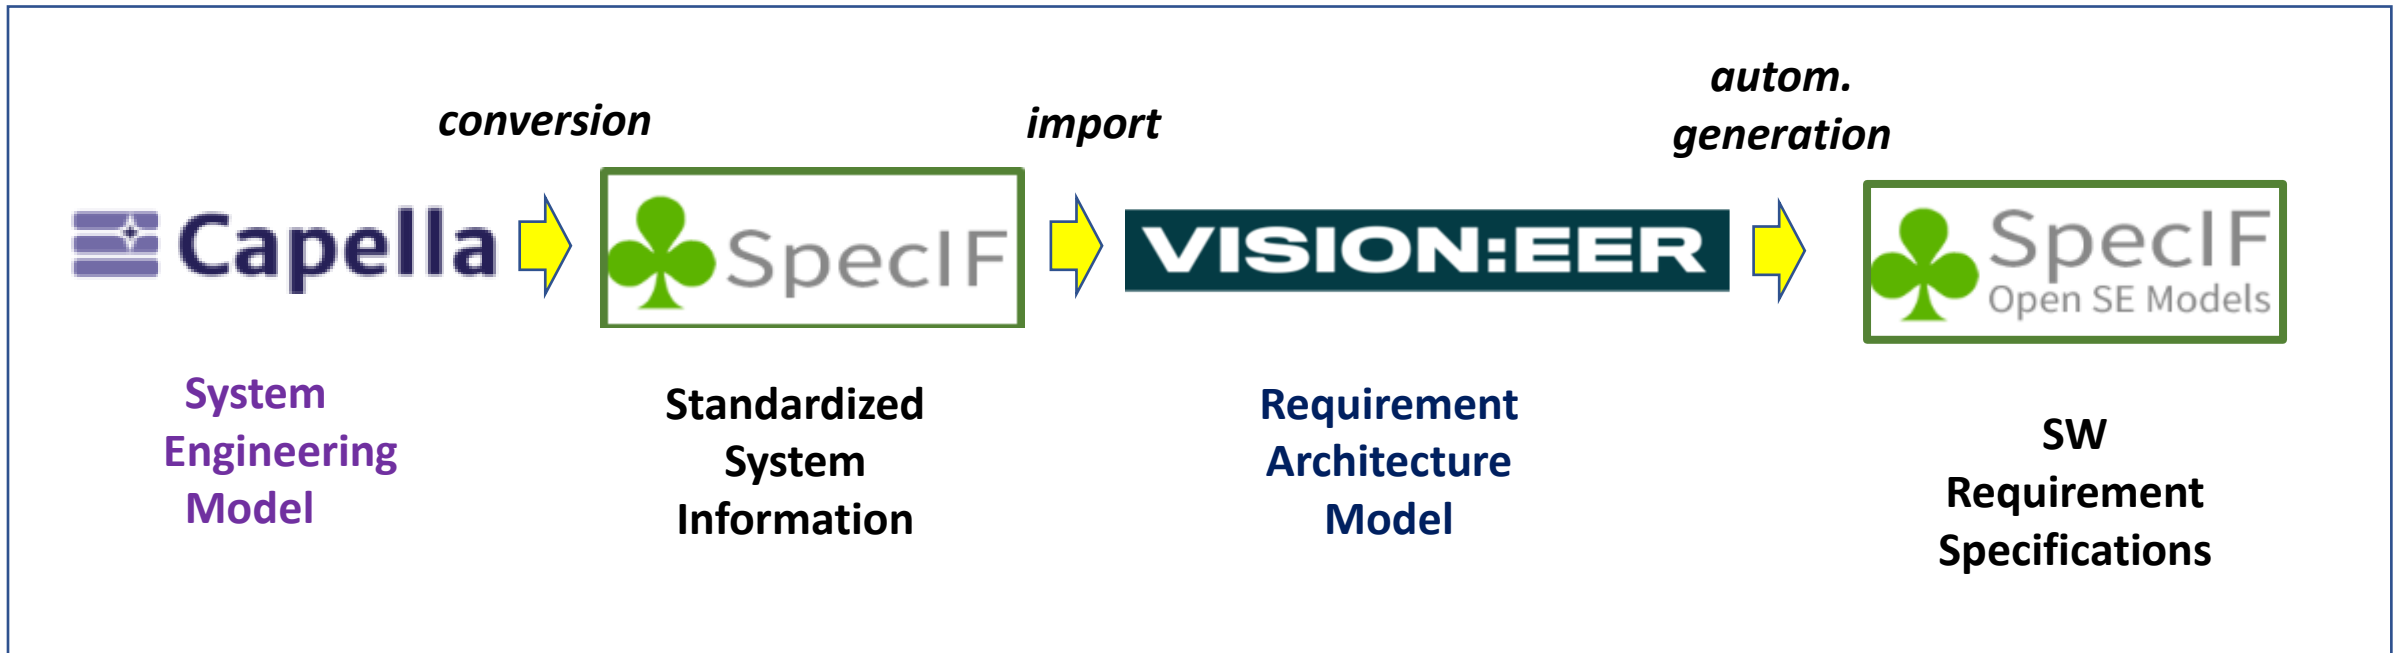 conversion
import
autom.
generation
Capella
SpecIF
VISION:EER
SpecIF
Open SE Models
System
Engineering
Model
Standardized
System
Information
Requirement
Architecture
Model
SW
Requirement
Specifications